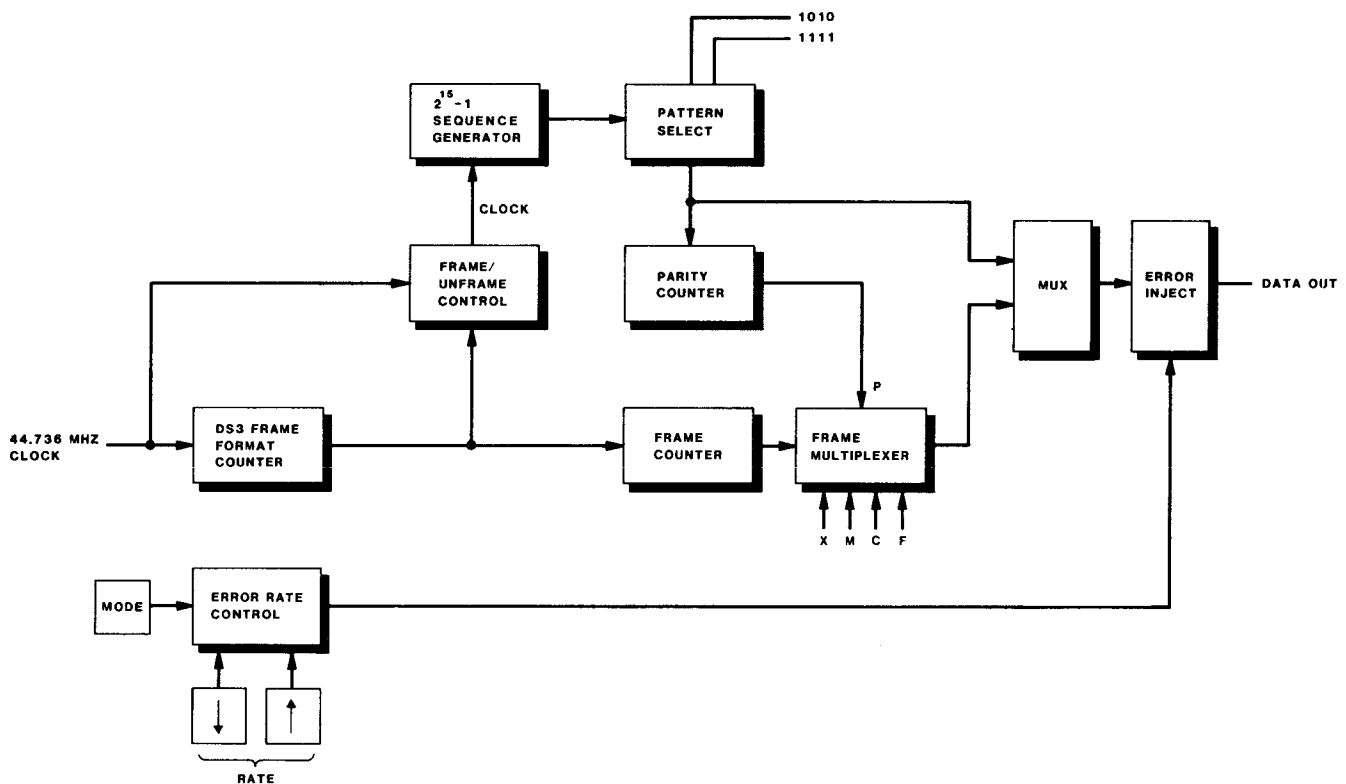 1010
1111
2^15-1
SEQUENCE
GENERATOR
PATTERN
SELECT
CLOCK
FRAME/
UNFRAME
CONTROL
PARITY
COUNTER
MUX
ERROR
INJECT
DATA OUT
P
44.736 MHZ
CLOCK
DS3 FRAME
FORMAT
COUNTER
FRAME
COUNTER
FRAME
MULTIPLEXER
X M C F
MODE
ERROR RATE
CONTROL
RATE